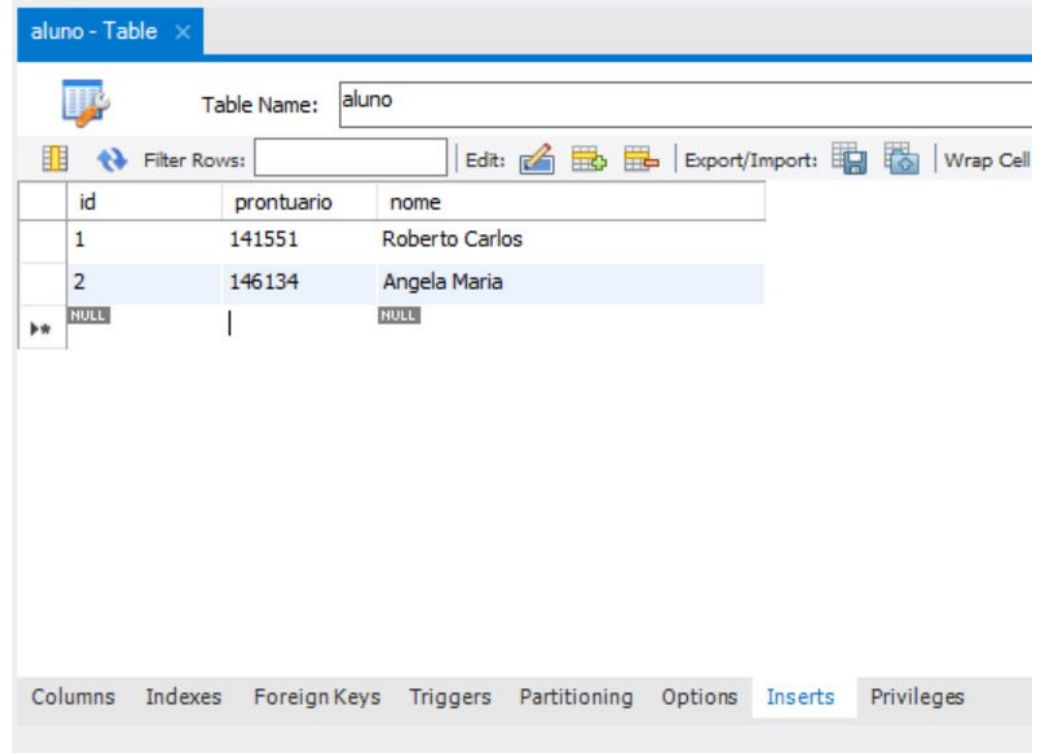 aluno - Table ×
Table Name: aluno
Filter Rows: Edit: Export/Import: Wrap Cell
id prontuario nome
1 141551 Roberto Carlos
2 146134 Angela Maria
NULL NULL
Columns Indexes Foreign Keys Triggers Partitioning Options Inserts Privileges